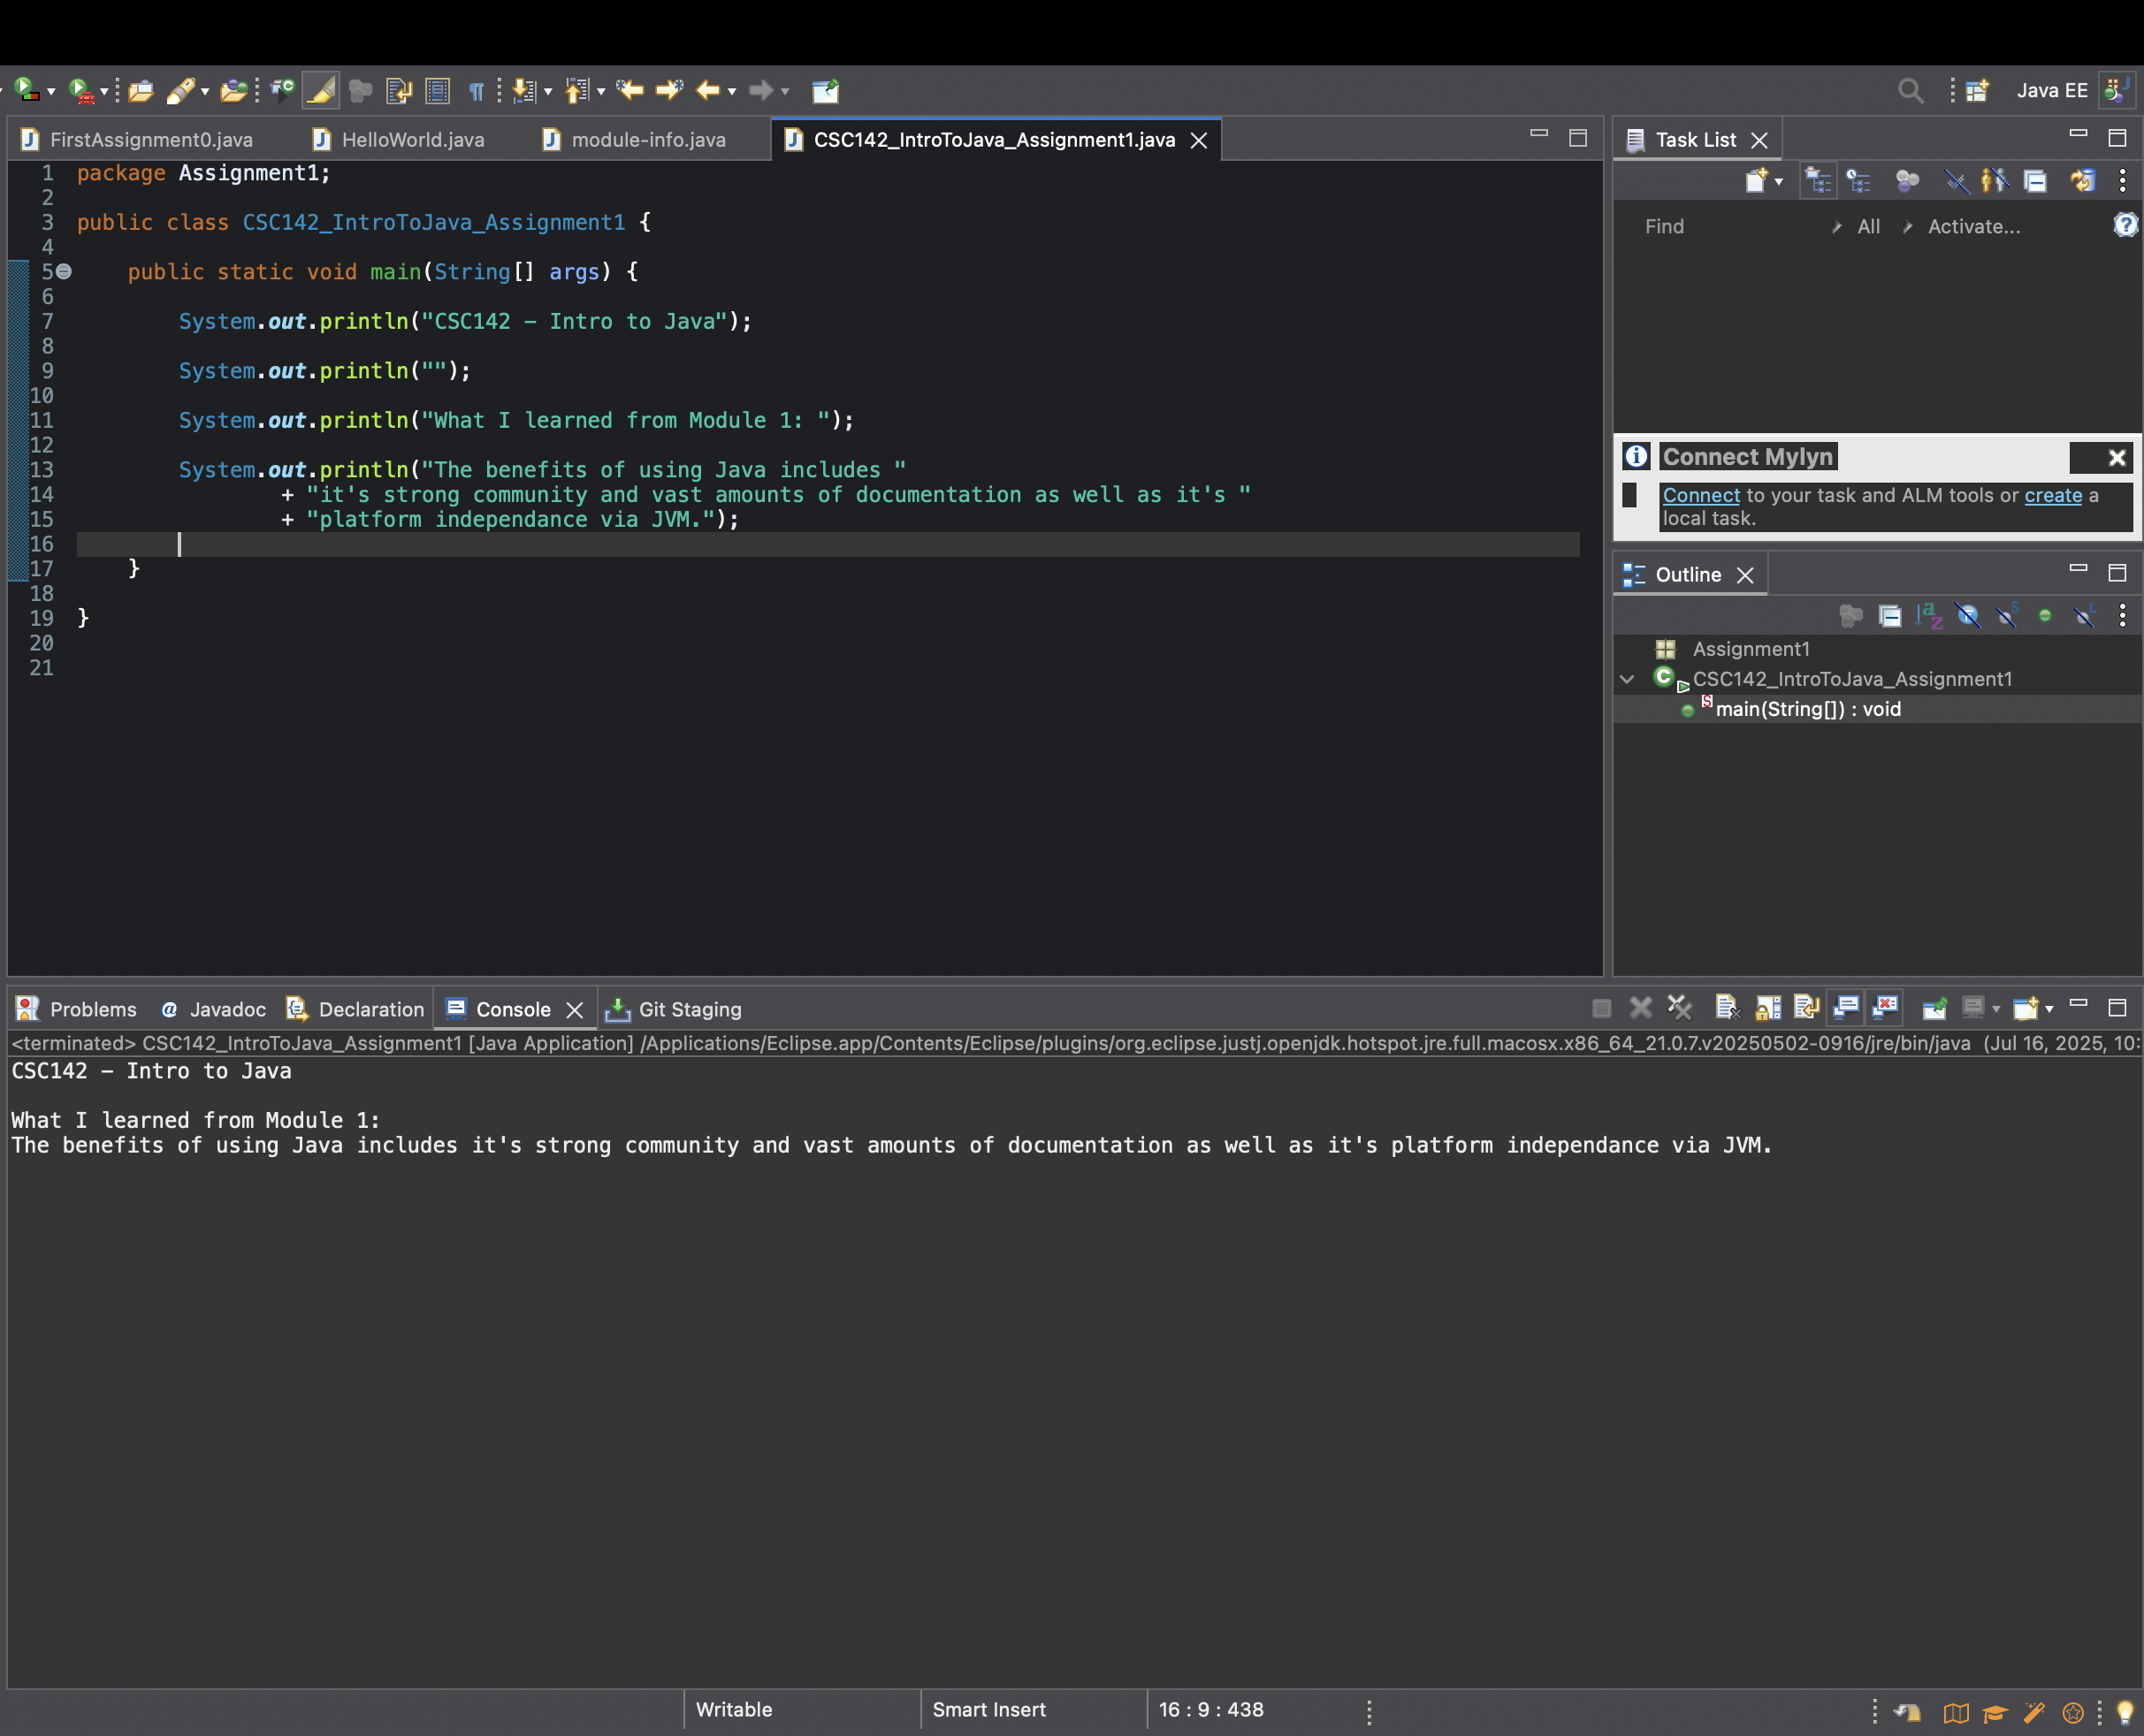 Java EE
FirstAssignment0.java
HelloWorld.java
module-info.java
CSC142_IntroToJava_Assignment1.java
1 package Assignment1;
2
3 public class CSC142_IntroToJava_Assignment1 {
4
5 public static void main(String[] args) {
6
7 System.out.println("CSC142 – Intro to Java");
8
9 System.out.println("");
10
11 System.out.println("What I learned from Module 1: ");
12
13 System.out.println("The benefits of using Java includes "
14 + "it's strong community and vast amounts of documentation as well as it's "
15 + "platform independance via JVM.");
16
17 }
18
19 }
20
21
Task List
Find All Activate...
Connect Mylyn
Connect to your task and ALM tools or create a
local task.
Outline
Assignment1
CSC142_IntroToJava_Assignment1
main(String[]) : void
Problems Javadoc Declaration Console Git Staging
<terminated> CSC142_IntroToJava_Assignment1 [Java Application] /Applications/Eclipse.app/Contents/Eclipse/plugins/org.eclipse.justj.openjdk.hotspot.jre.full.macosx.x86_64_21.0.7.v20250502-0916/jre/bin/java (Jul 16, 2025, 10:
CSC142 – Intro to Java
What I learned from Module 1:
The benefits of using Java includes it's strong community and vast amounts of documentation as well as it's platform independance via JVM.
Writable Smart Insert 16 : 9 : 438